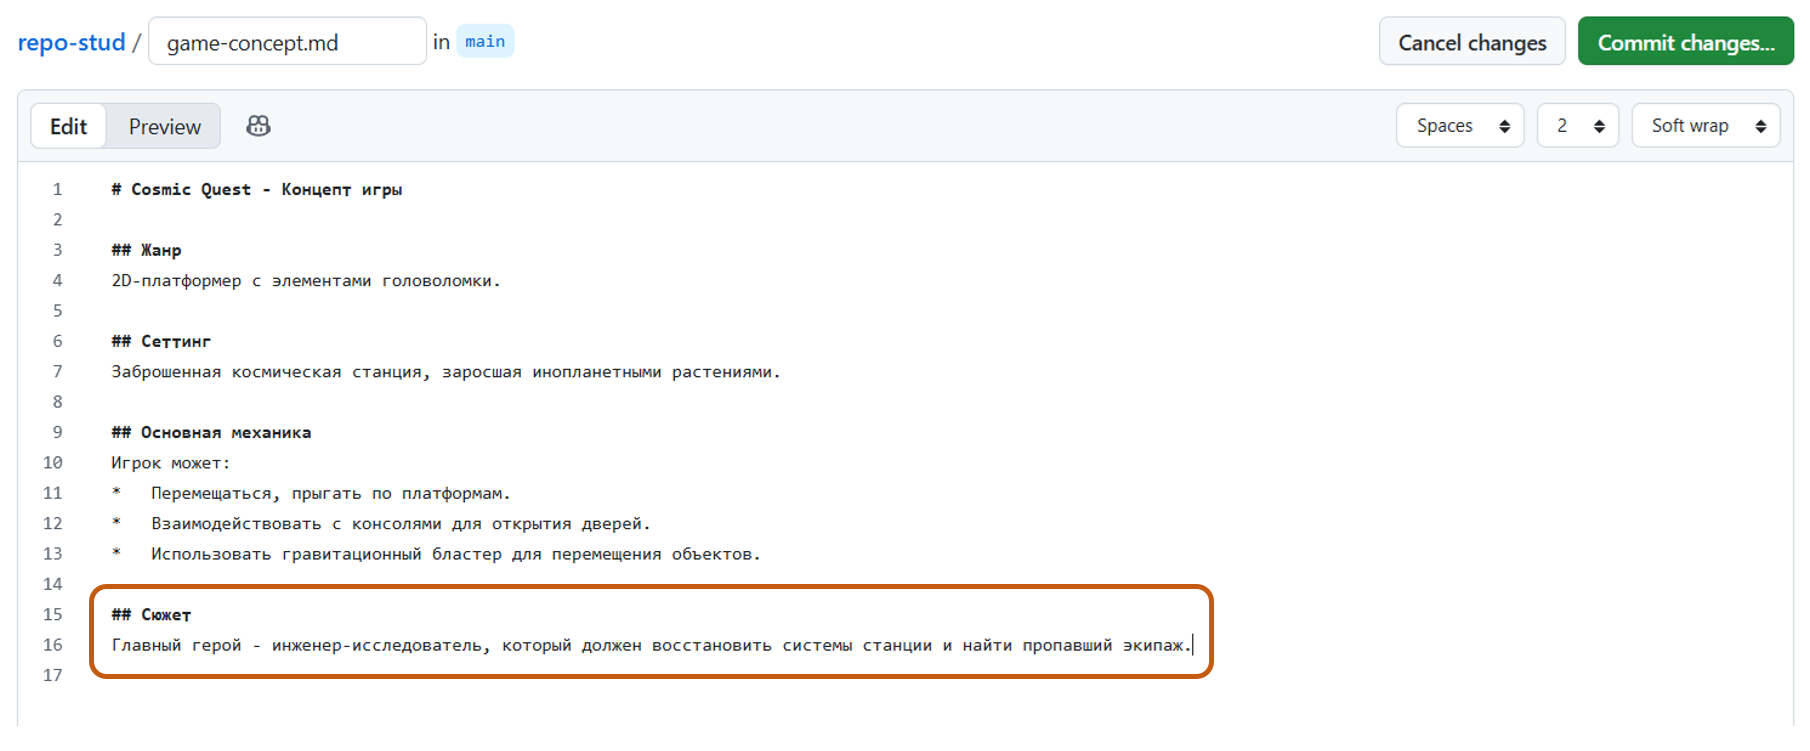 repo-stud / game-concept.md in main Cancel changes Commit changes...
Edit Preview Spaces 2 Soft wrap
1 # Cosmic Quest - Концепт игры
2
3 ## Жанр
4 2D-платформер с элементами головоломки.
5
6 ## Сеттинг
7 Заброшенная космическая станция, заросшая инопланетными растениями.
8
9 ## Основная механика
10 Игрок может:
11 * Перемещаться, прыгать по платформам.
12 * Взаимодействовать с консолями для открытия дверей.
13 * Использовать гравитационный бластер для перемещения объектов.
14
15 ## Сюжет
16 Главный герой - инженер-исследователь, который должен восстановить системы станции и найти пропавший экипаж.
17